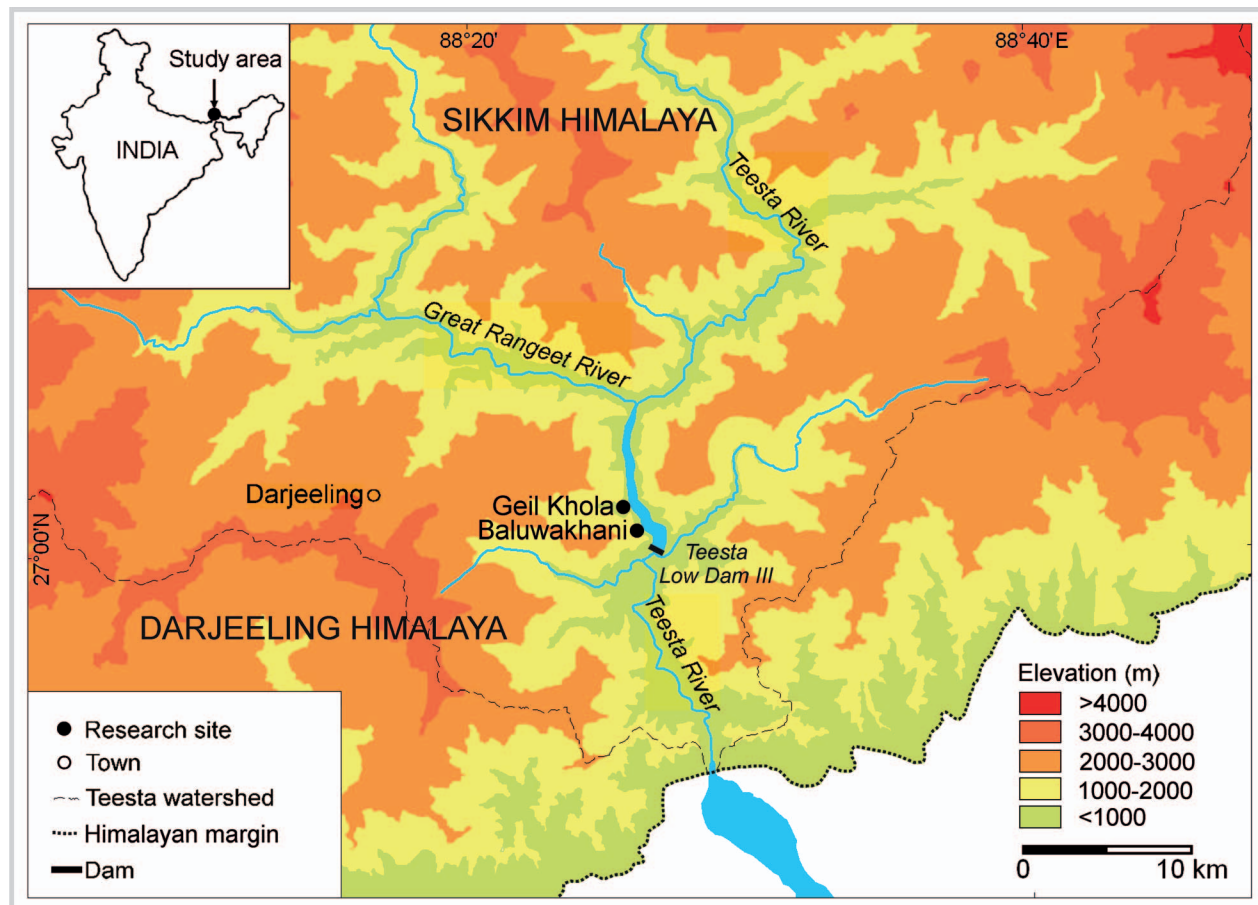 Study area
INDIA
88°20'
88°40'E
SIKKIM HIMALAYA
Teesta River
Great Rangeet River
Darjeeling
Geil Khola
Baluwakhani
27°00'N
Teesta
Low Dam III
DARJEELING HIMALAYA
Teesta River
Research site
Town
Teesta watershed
Himalayan margin
Dam
Elevation (m)
>4000
3000-4000
2000-3000
1000-2000
<1000
0 10 km